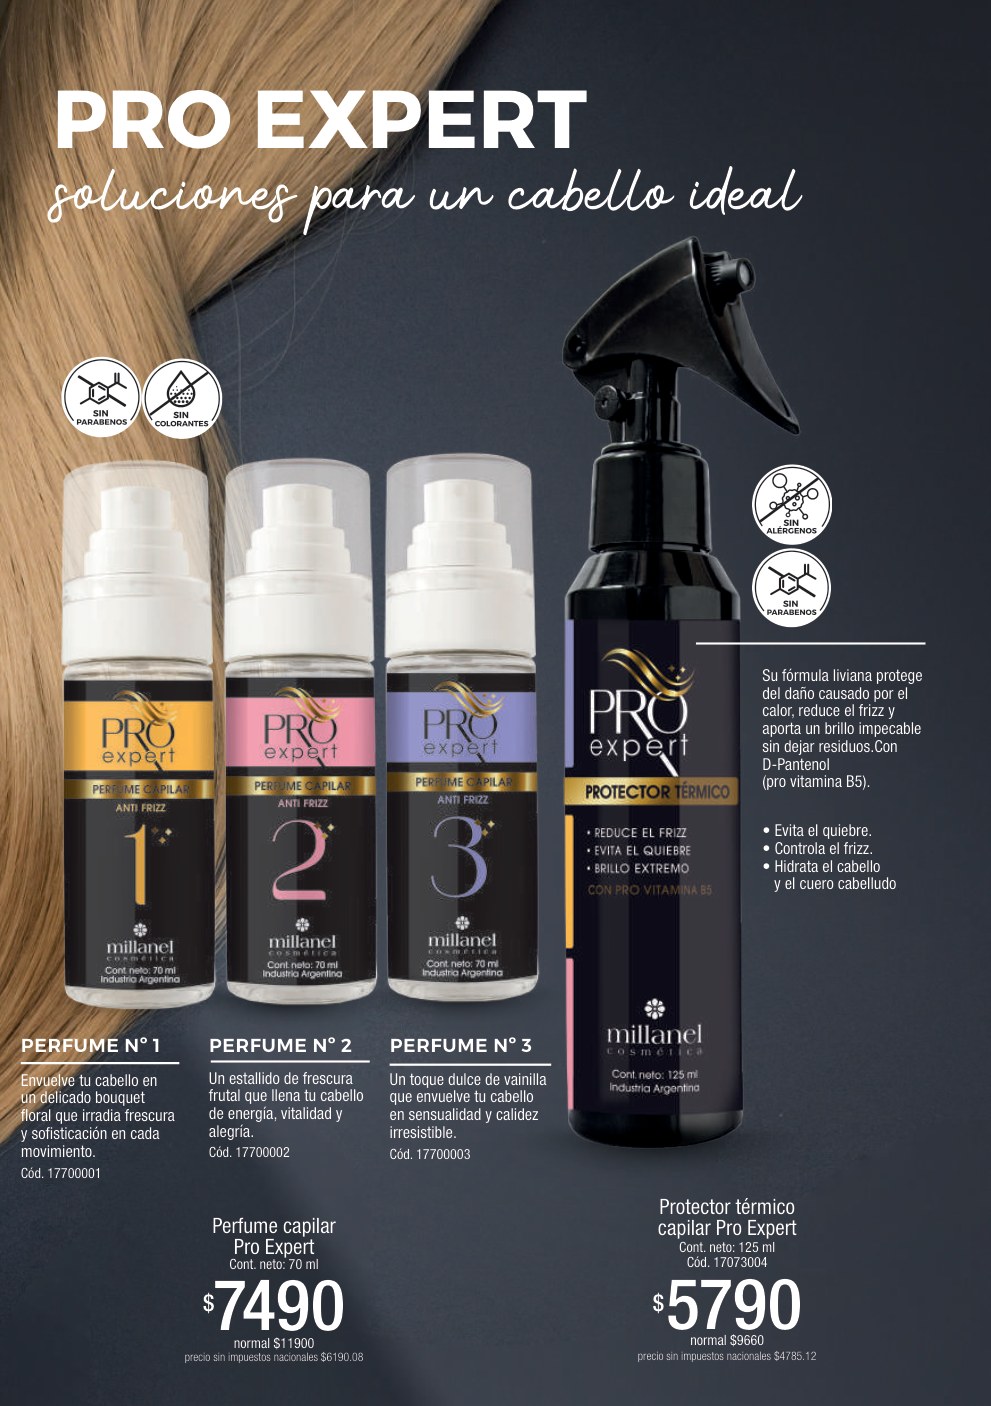 PRO EXPERT
soluciones para un cabello ideal
SIN
PARABENOS
SIN
COLORANTES
SIN
ALÉRGENOS
SIN
PARABENOS
PRO
expert
PERFUME CAPILAR
ANTI FRIZZ
1
millanel
cosmética
Cont. neto: 70 ml
Industria Argentina
PRO
expert
PERFUME CAPILAR
ANTI FRIZZ
2
millanel
cosmética
Cont. neto: 70 ml
Industria Argentina
PRO
expert
PERFUME CAPILAR
ANTI FRIZZ
3
millanel
cosmética
Cont. neto: 70 ml
Industria Argentina
PRO
expert
PROTECTOR TÉRMICO
• REDUCE EL FRIZZ
• EVITA EL QUIEBRE
• BRILLO EXTREMO
CON PRO VITAMINA B5
millanel
cosmética
Cont. neto: 125 ml
Industria Argentina
Su fórmula liviana protege
del daño causado por el
calor, reduce el frizz y
aporta un brillo impecable
sin dejar residuos.Con
D-Pantenol
(pro vitamina B5).
• Evita el quiebre.
• Controla el frizz.
• Hidrata el cabello
y el cuero cabelludo
PERFUME Nº 1
Envuelve tu cabello en
un delicado bouquet
floral que irradia frescura
y sofisticación en cada
movimiento.
Cód. 17700001
PERFUME Nº 2
Un estallido de frescura
frutal que llena tu cabello
de energía, vitalidad y
alegría.
Cód. 17700002
PERFUME Nº 3
Un toque dulce de vainilla
que envuelve tu cabello
en sensualidad y calidez
irresistible.
Cód. 17700003
Perfume capilar
Pro Expert
Cont. neto: 70 ml
$7490
normal $11900
precio sin impuestos nacionales $6190.08
Protector térmico
capilar Pro Expert
Cont. neto: 125 ml
Cód. 17073004
$5790
normal $9660
precio sin impuestos nacionales $4785.12